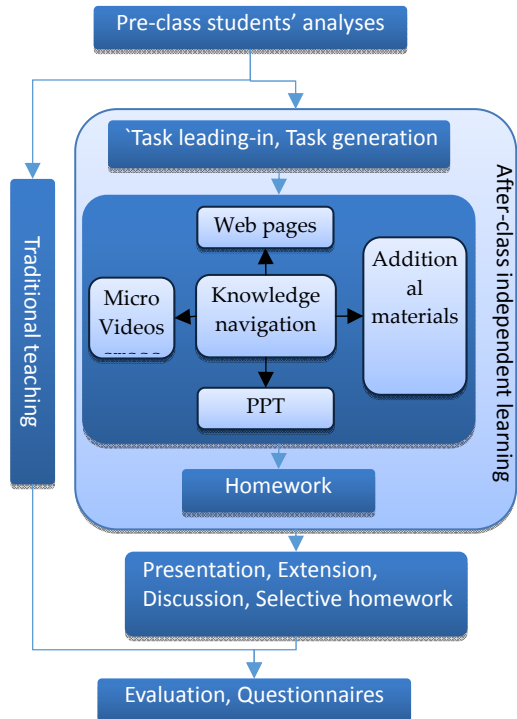 Pre-class students’ analyses
`Task leading-in, Task generation
Traditional teaching
After-class independent learning
Web pages
Micro
Videos
Knowledge
navigation
Addition
al materials
PPT
Homework
Presentation, Extension,
Discussion, Selective homework
Evaluation, Questionnaires